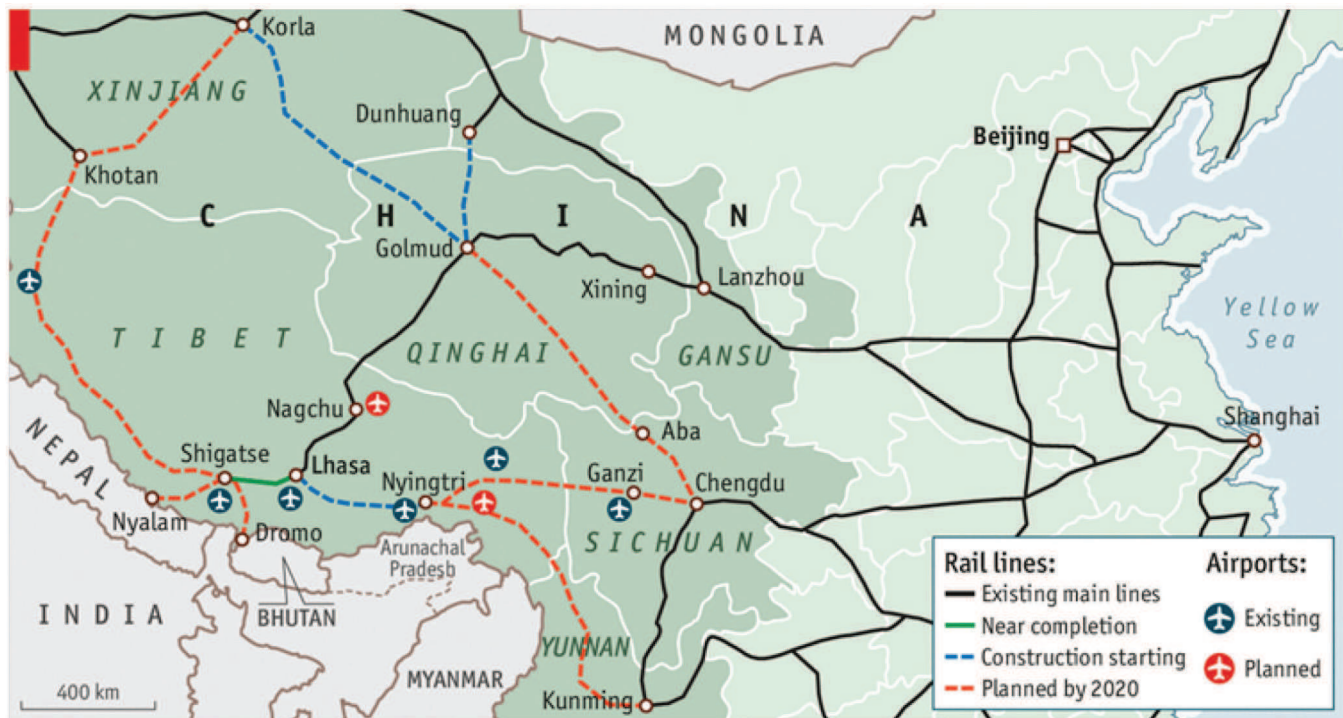 MONGOLIA
Korla
XINJIANG
Dunhuang
Beijing
Khotan
C H I N A
Golmud
Xining
Lanzhou
Yellow
Sea
TIBET
QINGHAI
GANSU
Nagchu
Shanghai
Aba
NEPAL
Shigatse
Lhasa
Nyingtri
Ganzi
Chengdu
Nyalam
Dromo
SICHUAN
Arunachal
Pradesb
INDIA
BHUTAN
YUNNAN
MYANMAR
Kunming
400 km
Rail lines:
Existing main lines
Near completion
Construction starting
Planned by 2020
Airports:
Existing
Planned